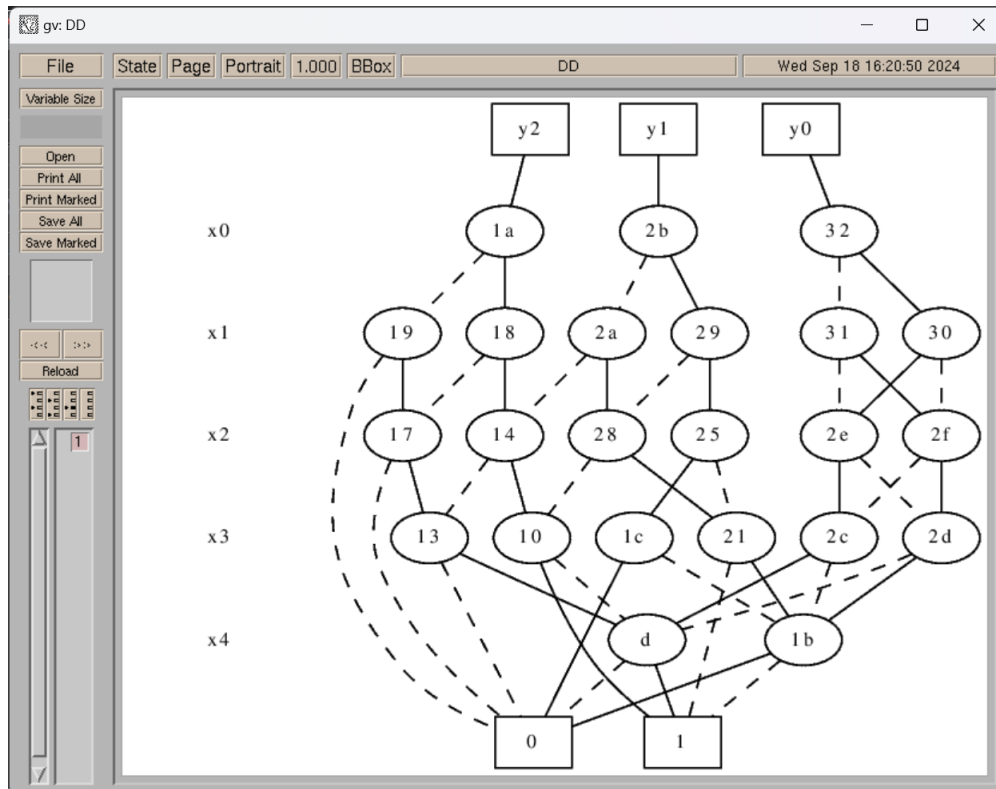 gv: DD
File
State Page Portrait 1.000 BBox DD Wed Sep 18 16:20:50 2024
Variable Size
Open
Print All
Print Marked
Save All
Save Marked
<< >>
Reload
1
y2 y1 y0
x0 1a 2b 32
x1 19 18 2a 29 31 30
x2 17 14 28 25 2e 2f
x3 13 10 1c 21 2c 2d
x4 d 1b
0 1